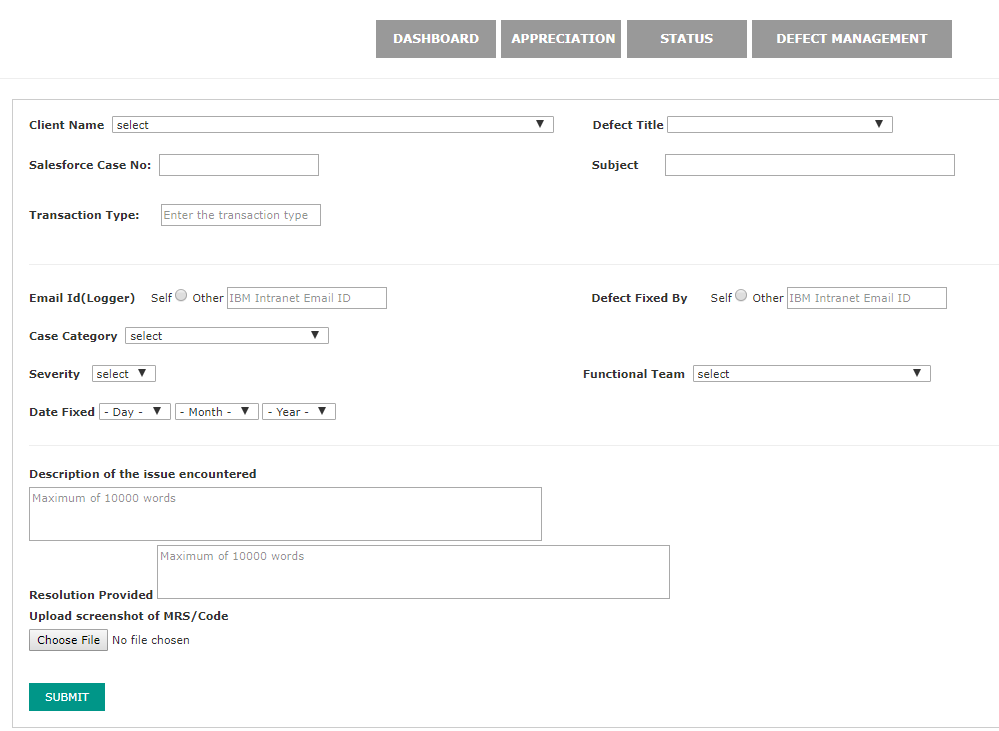 DASHBOARD APPRECIATION STATUS DEFECT MANAGEMENT
Client Name select Defect Title
Salesforce Case No: Subject
Transaction Type: Enter the transaction type
Email Id(Logger) Self Other IBM Intranet Email ID Defect Fixed By Self Other IBM Intranet Email ID
Case Category select
Severity select Functional Team select
Date Fixed - Day - - Month - - Year -
Description of the issue encountered
Maximum of 10000 words
Maximum of 10000 words
Resolution Provided
Upload screenshot of MRS/Code
Choose File No file chosen
SUBMIT